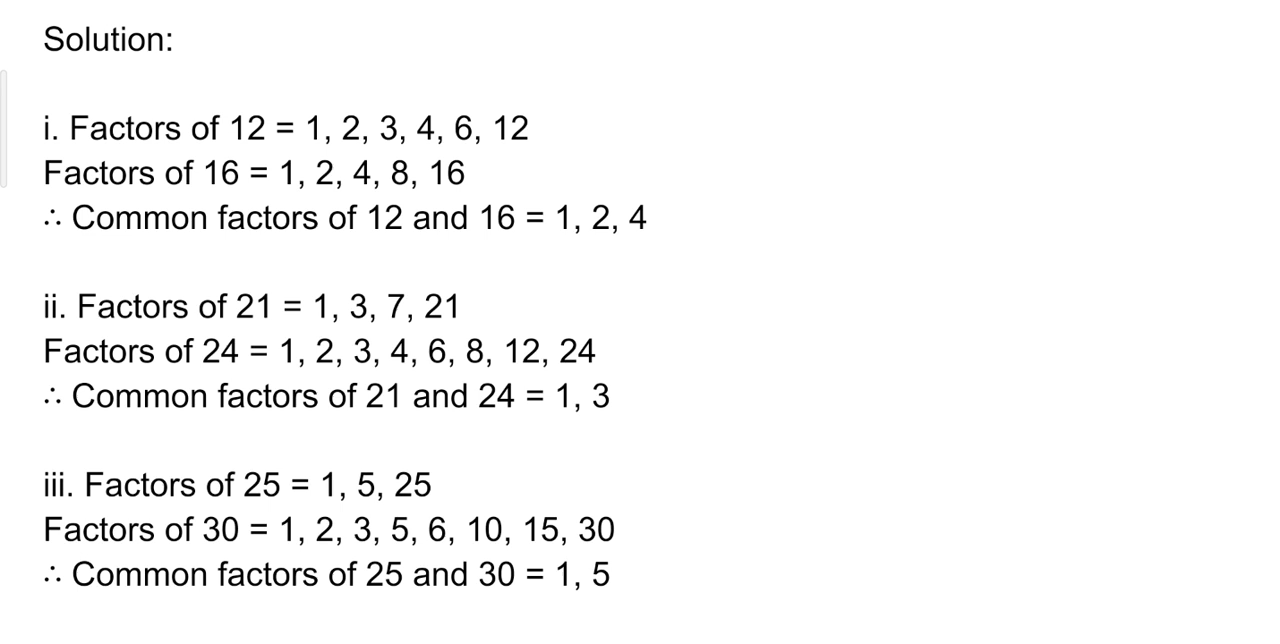 Solution:
i. Factors of 12 = 1, 2, 3, 4, 6, 12
Factors of 16 = 1, 2, 4, 8, 16
∴ Common factors of 12 and 16 = 1, 2, 4
ii. Factors of 21 = 1, 3, 7, 21
Factors of 24 = 1, 2, 3, 4, 6, 8, 12, 24
∴ Common factors of 21 and 24 = 1, 3
iii. Factors of 25 = 1, 5, 25
Factors of 30 = 1, 2, 3, 5, 6, 10, 15, 30
∴ Common factors of 25 and 30 = 1, 5